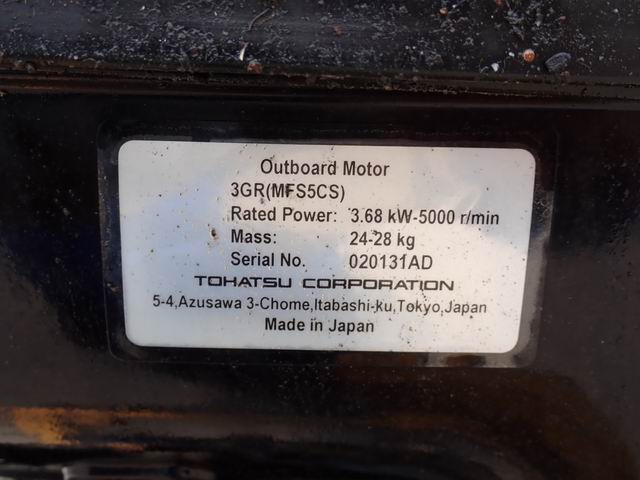 Outboard Motor
3GR(MFS5CS)
Rated Power: 3.68 kW-5000 r/min
Mass: 24-28 kg
Serial No. 020131AD
TOHATSU CORPORATION
5-4,Azusawa 3-Chome,Itabashi-ku,Tokyo,Japan
Made in Japan